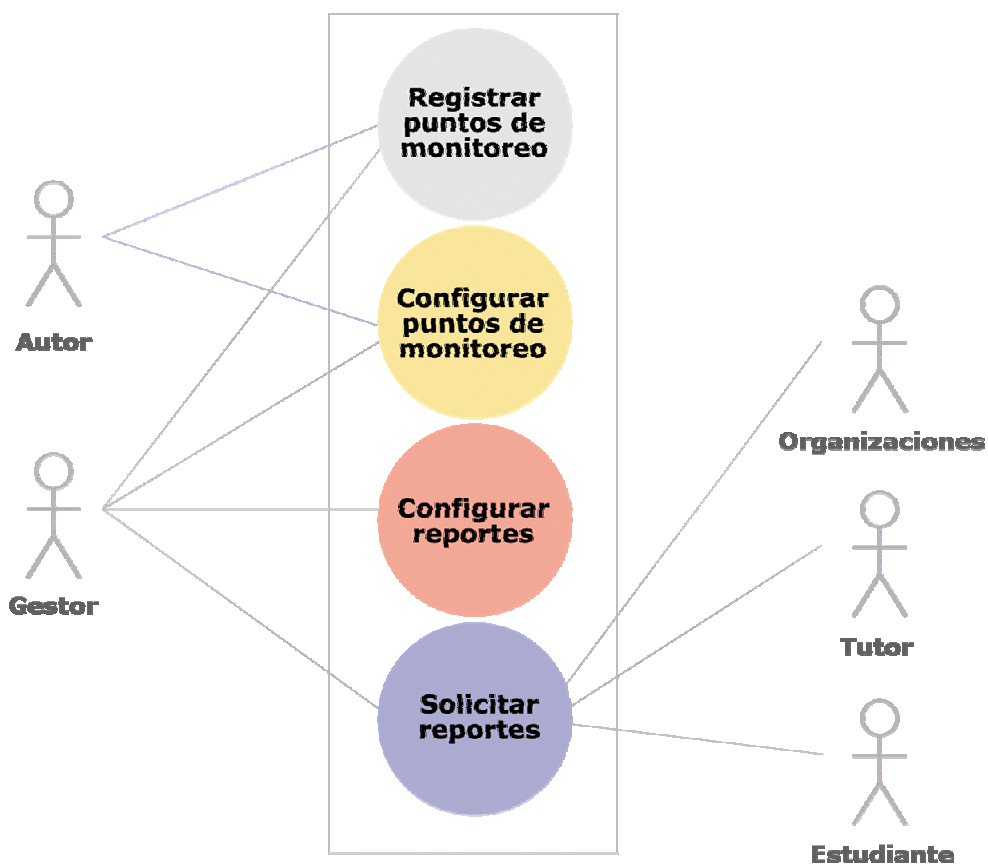 Registrar
puntos de
monitoreo
Autor
Configurar
puntos de
monitoreo
Organizaciones
Gestor
Configurar
reportes
Tutor
Solicitar
reportes
Estudiante